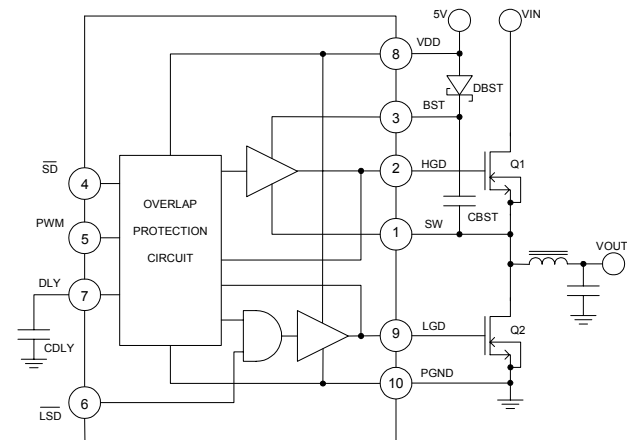 5V
VIN
8
VDD
DBST
3
BST
SD
4
2
HGD
Q1
OVERLAP
PROTECTION
CIRCUIT
CBST
PWM
5
1
SW
VOUT
DLY
7
CDLY
9
LGD
Q2
10
PGND
6
LSD